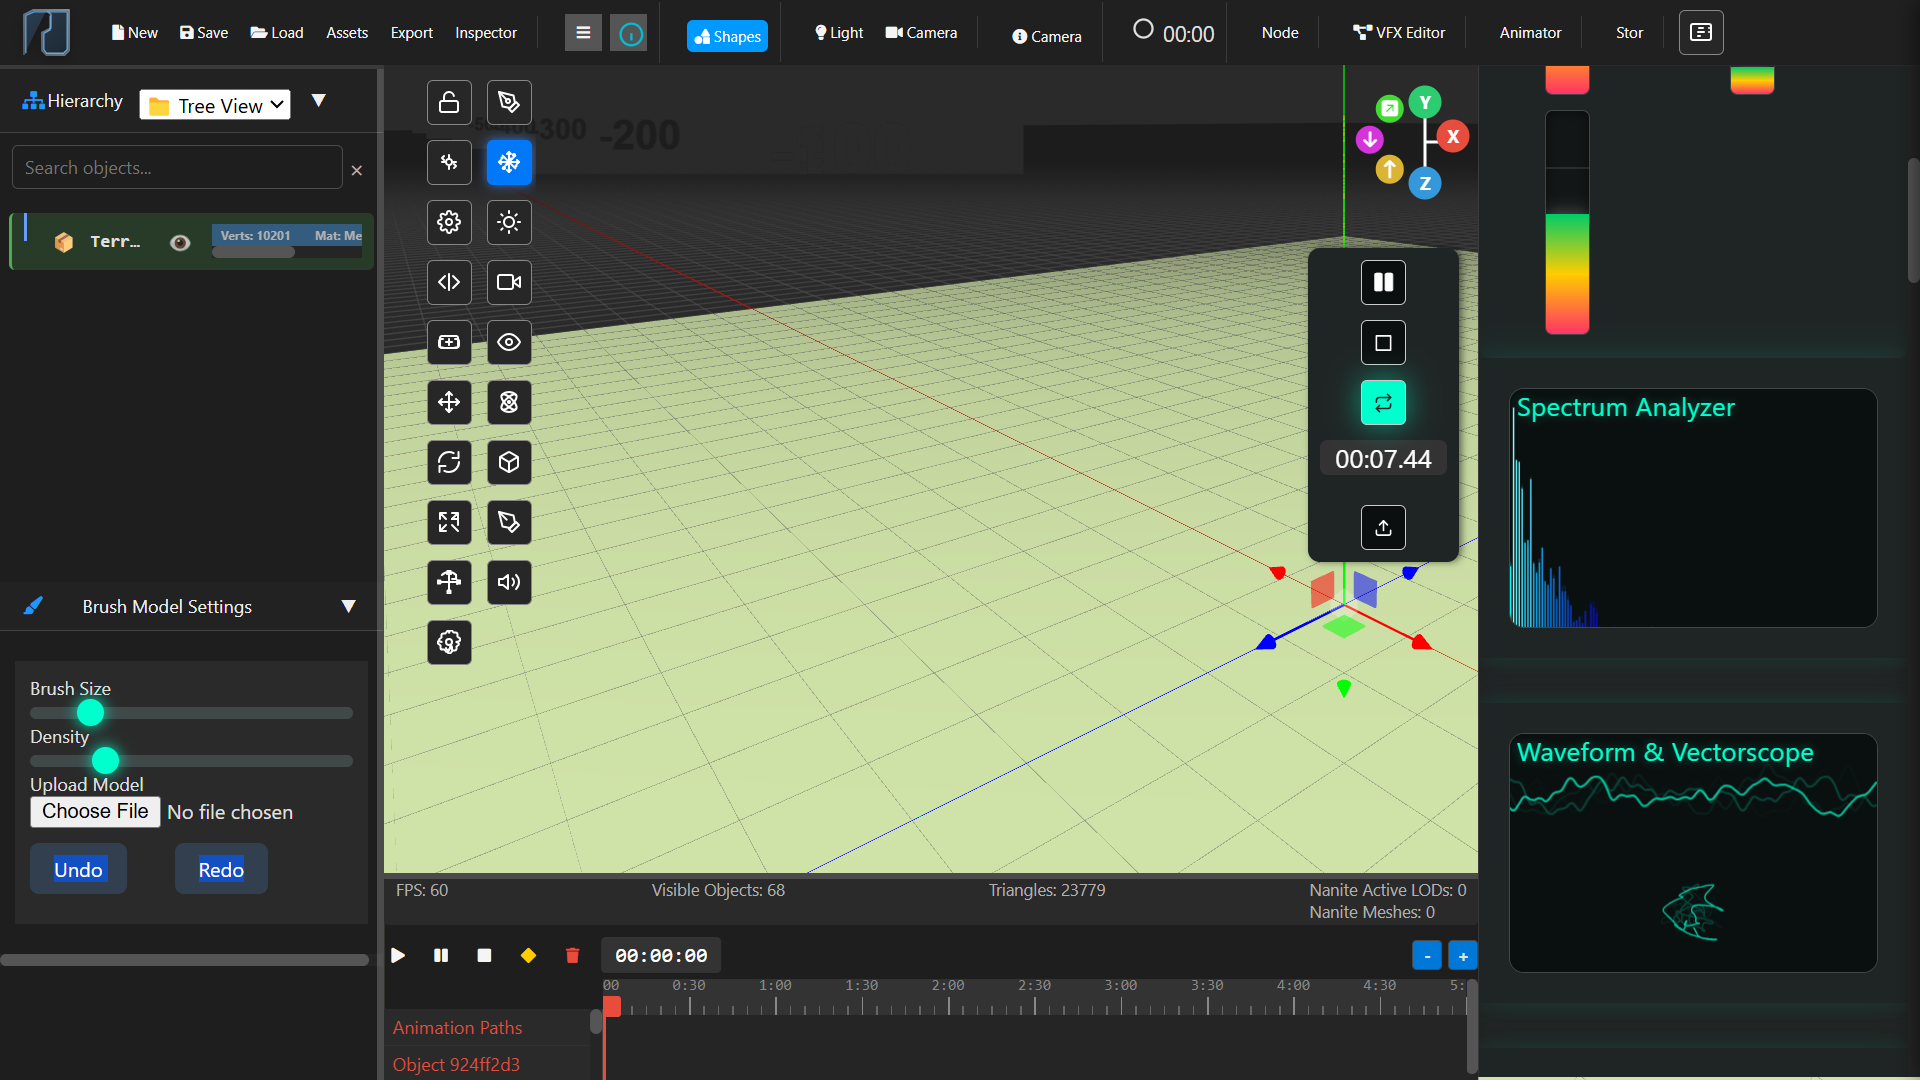 New Save Load Assets Export Inspector Shapes Light Camera Camera 00:00 Node VFX Editor Animator Stor
Hierarchy Tree View
Search objects...
Terr... Verts: 10201 Mat: Me
-300 -200
Y
X
Z
00:07.44
Spectrum Analyzer
Waveform & Vectorscope
Brush Model Settings
Brush Size
Density
Upload Model
Choose File No file chosen
Undo Redo
FPS: 60 Visible Objects: 68 Triangles: 23779 Nanite Active LODs: 0
Nanite Meshes: 0
00:00:00 - +
00 0:30 1:00 1:30 2:00 2:30 3:00 3:30 4:00 4:30 5:
Animation Paths
Object 924ff2d3